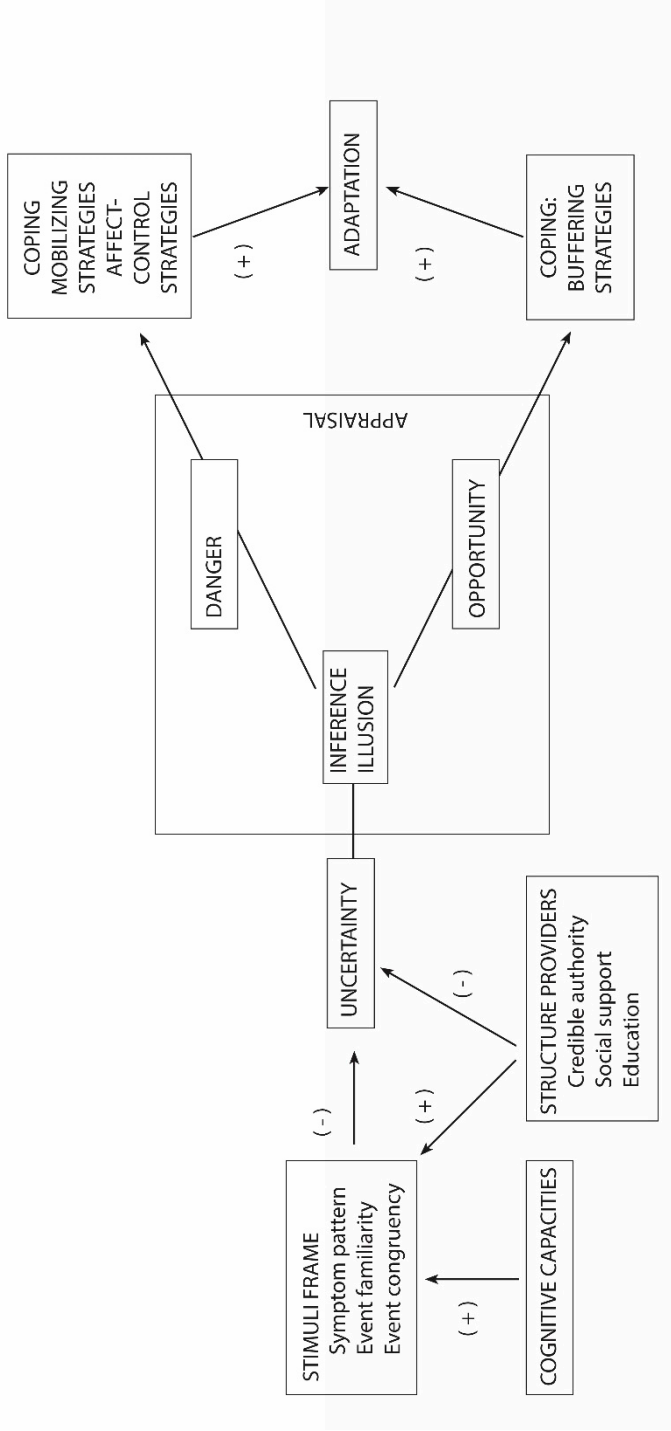 STIMULI FRAME
Symptom pattern
Event familiarity
Event congruency
(+)
COGNITIVE CAPACITIES
(-)
(+)
STRUCTURE PROVIDERS
Credible authority
Social support
Education
(-)
UNCERTAINTY
INFERENCE
ILLUSION
DANGER
OPPORTUNITY
APPRAISAL
COPING
MOBILIZING
STRATEGIES
AFFECT-
CONTROL
STRATEGIES
(+)
ADAPTATION
(+)
COPING:
BUFFERING
STRATEGIES